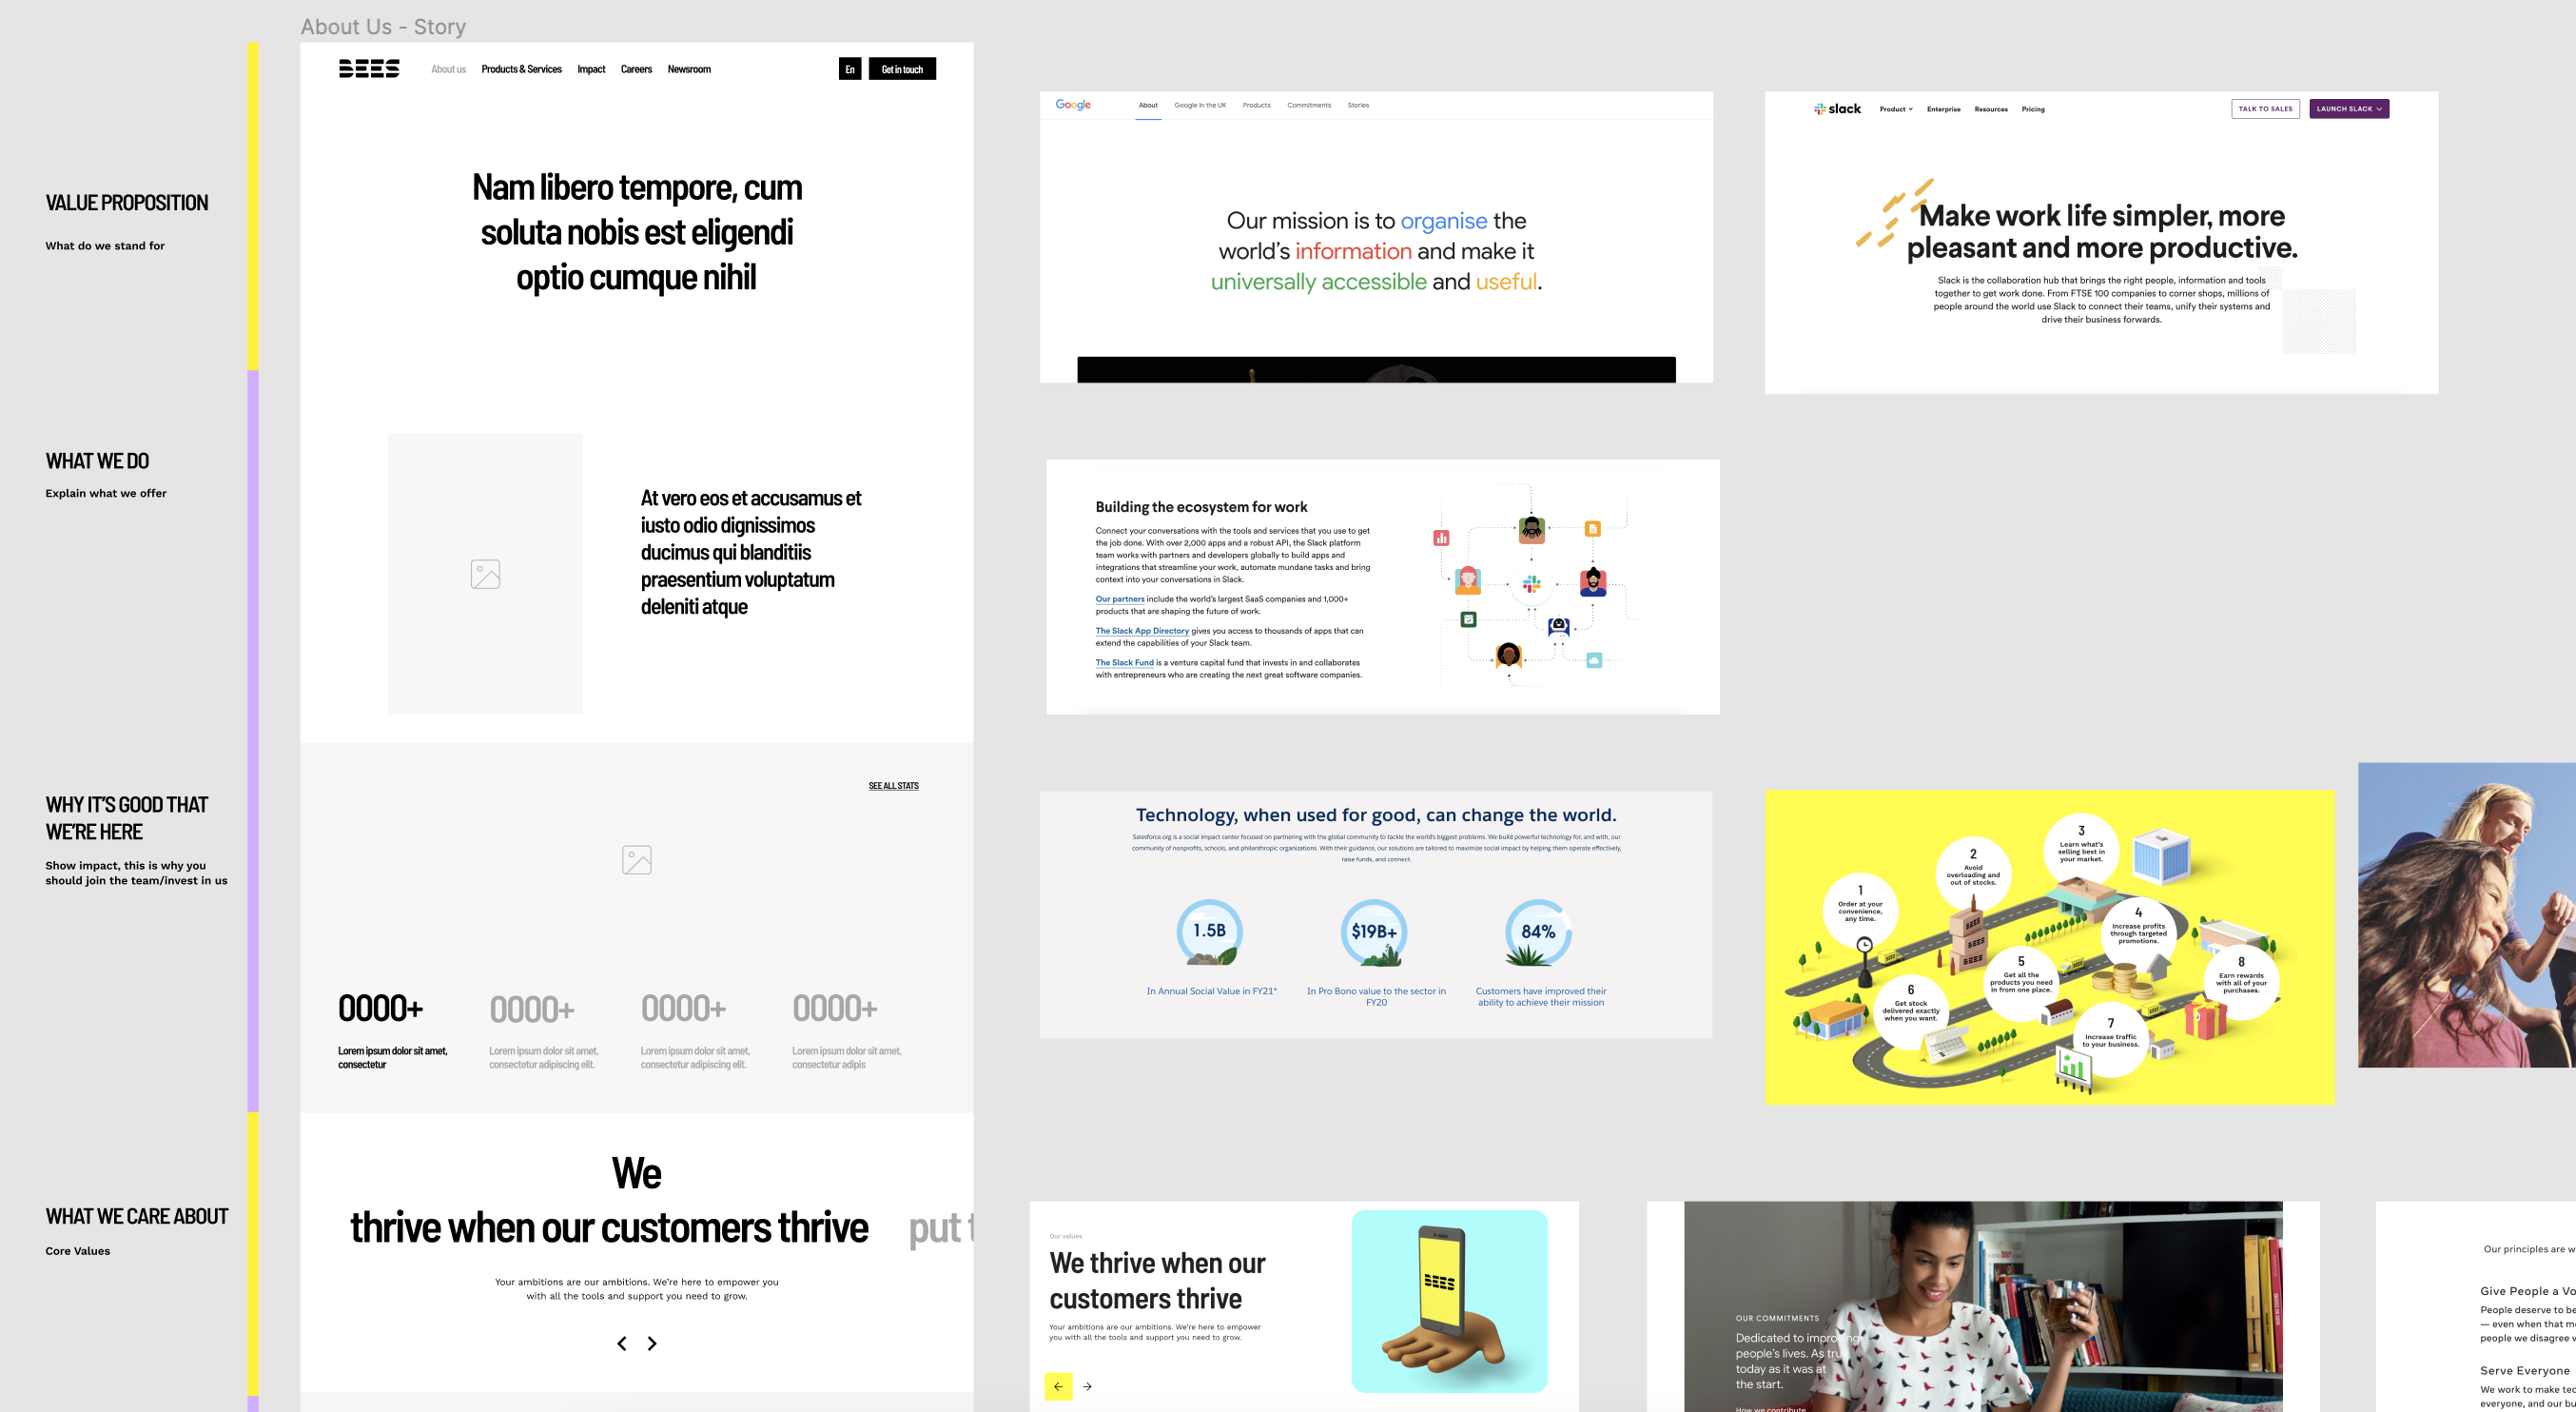 About Us - Story
VALUE PROPOSITION
What do we stand for
WHAT WE DO
Explain what we offer
WHY IT'S GOOD THAT
WE'RE HERE
Show impact, this is why you
should join the team/invest in us
WHAT WE CARE ABOUT
Core Values
BEES
About us Products & Services Impact Careers Newsroom
En
Get in touch
Nam libero tempore, cum
soluta nobis est eligendi
optio cumque nihil
At vero eos et accusamus et
iusto odio dignissimos
ducimus qui blanditiis
praesentium voluptatum
deleniti atque
SEE ALL STATS
0000+
Lorem ipsum dolor sit amet,
consectetur
0000+
Lorem ipsum dolor sit amet,
consectetur adipiscing elit.
0000+
Lorem ipsum dolor sit amet,
consectetur adipiscing elit.
0000+
Lorem ipsum dolor sit amet,
consectetur adipis
We
thrive when our customers thrive put
Your ambitions are our ambitions. We're here to empower you
with all the tools and support you need to grow.
Google
About Google in the UK Products Commitments Stories
Our mission is to organise the
world's information and make it
universally accessible and useful.
slack
Product Enterprise Resources Pricing
TALK TO SALES
LAUNCH SLACK
Make work life simpler, more
pleasant and more productive.
Slack is the collaboration hub that brings the right people, information and tools
together to get work done. From FTSE 100 companies to corner shops, millions of
people around the world use Slack to connect their teams, unify their systems and
drive their business forwards.
Building the ecosystem for work
Connect your conversations with the tools and services that you use to get
the job done. With over 2,000 apps and a robust API, the Slack platform
team works with partners and developers globally to build apps and
integrations that streamline your work, automate mundane tasks and bring
context into your conversations in Slack.
Our partners include the world's largest SaaS companies and 1,000+
products that are shaping the future of work.
The Slack App Directory gives you access to thousands of apps that can
extend the capabilities of your Slack team.
The Slack Fund is a venture capital fund that invests in and collaborates
with entrepreneurs who are creating the next great software companies.
Technology, when used for good, can change the world.
Salesforce.org is a social impact center focused on partnering with the global community to tackle the world's biggest problems. We build powerful technology for, and with, our
community of nonprofits, schools, and philanthropic organizations. With their guidance, our solutions are tailored to maximize social impact by helping them operate effectively,
raise funds, and connect.
1.5B
In Annual Social Value in FY21*
$19B+
In Pro Bono value to the sector in
FY20
84%
Customers have improved their
ability to achieve their mission
1
Order at your
convenience,
any time.
2
Avoid
overloading and
out of stocks.
3
Learn what's
selling best in
your market.
4
Increase profits
through targeted
promotions.
5
Get all the
products you need
in from one place.
6
Get stock
delivered exactly
when you want.
7
Increase traffic
to your business.
8
Earn rewards
with all of your
purchases.
BEES
BEES
BEES
Our values
We thrive when our
customers thrive
Your ambitions are our ambitions. We're here to empower
you with all the tools and support you need to grow.
BEES
OUR COMMITMENTS
Dedicated to improving
people's lives. As true
today as it was at
the start.
How we contribute
Our principles are w
Give People a Vo
People deserve to be
— even when that me
people we disagree w
Serve Everyone
We work to make tec
everyone, and our bu